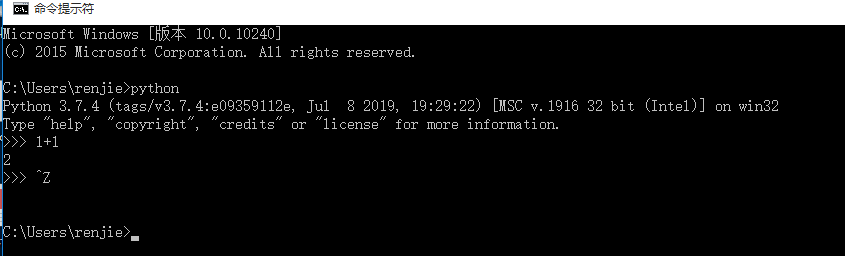 命令提示符
Microsoft Windows [版本 10.0.10240]
(c) 2015 Microsoft Corporation. All rights reserved.
C:\Users\renjie>python
Python 3.7.4 (tags/v3.7.4:e09359112e, Jul  8 2019, 19:29:22) [MSC v.1916 32 bit (Intel)] on win32
Type "help", "copyright", "credits" or "license" for more information.
>>> 1+1
2
>>> ^Z
C:\Users\renjie>